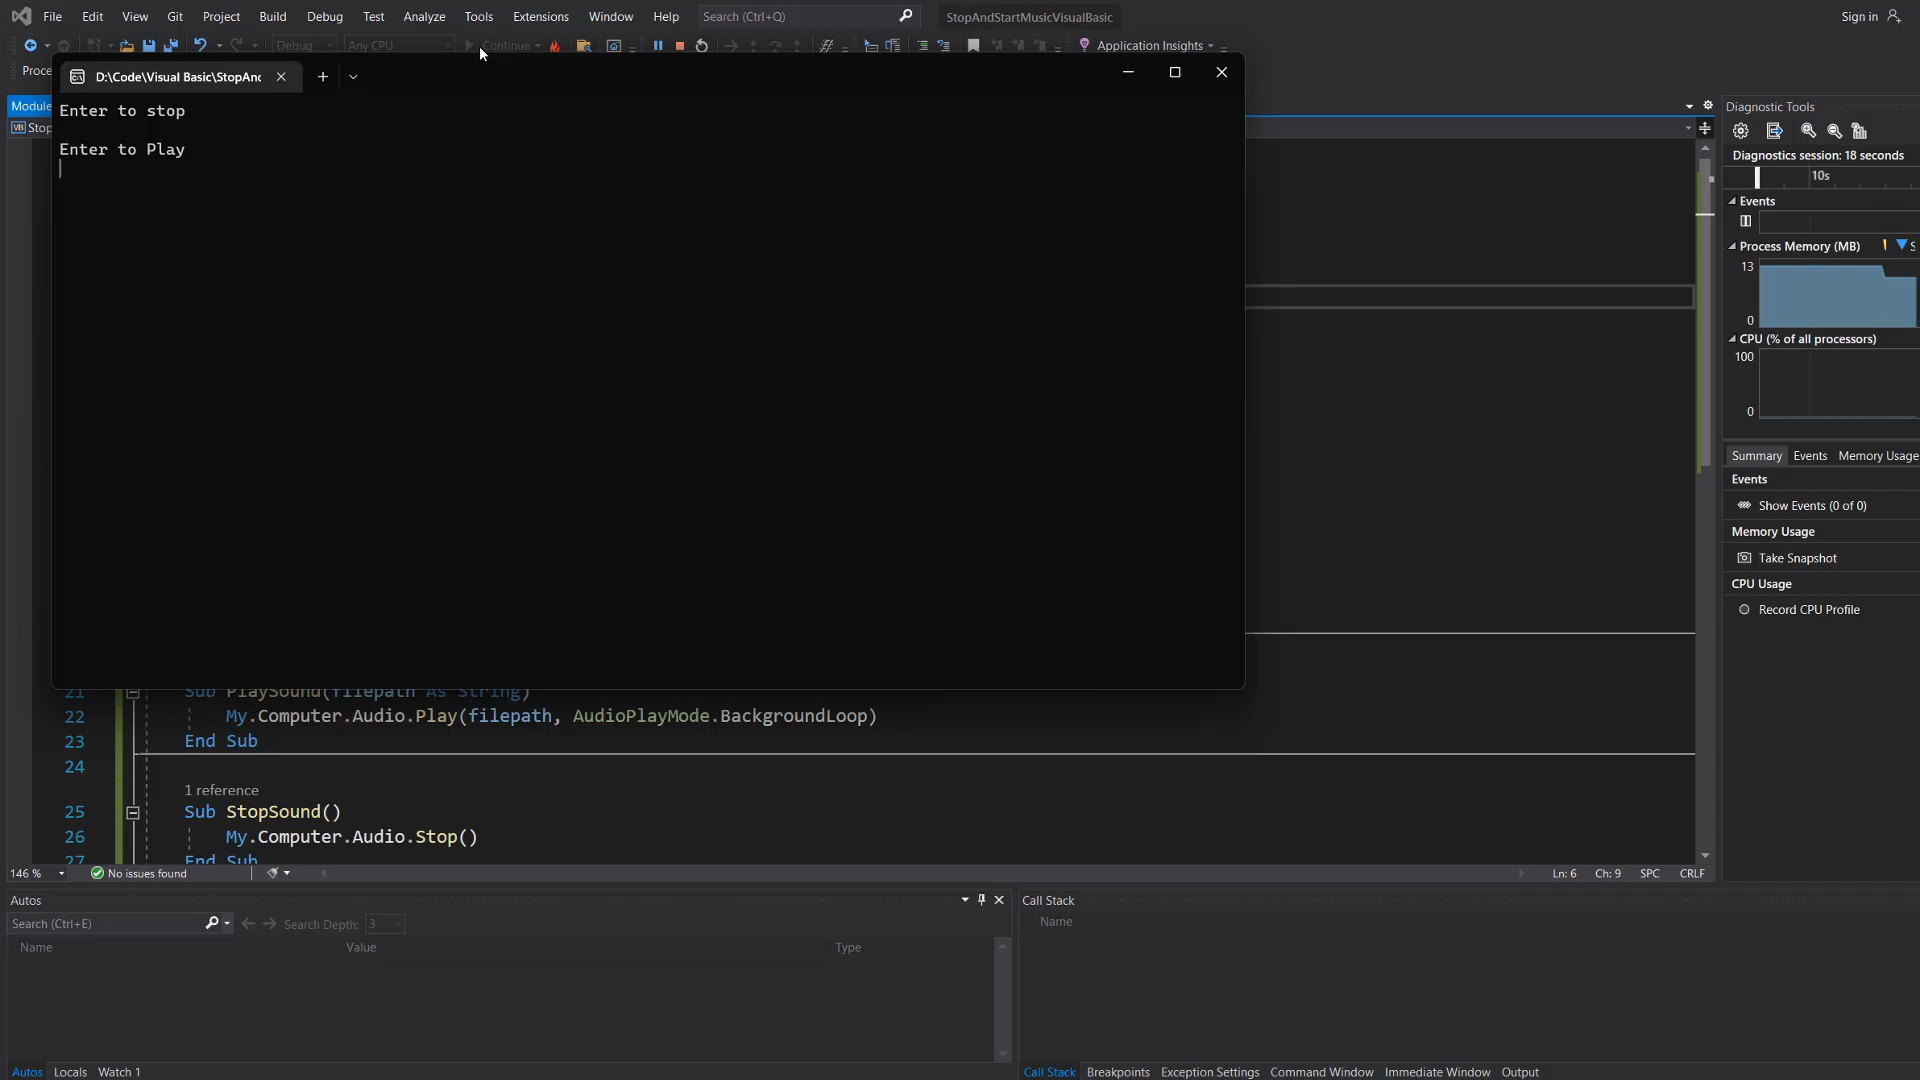 File Edit View Git Project Build Debug Test Analyze Tools Extensions Window Help Search (Ctrl+Q) StopAndStartMusicVisualBasic Sign in
Debug Any CPU Continue Application Insights
Proce
D:\Code\Visual Basic\StopAnd
Module
Stop
Enter to stop
Enter to Play
21 Sub PlaySound(filepath As String)
22 My.Computer.Audio.Play(filepath, AudioPlayMode.BackgroundLoop)
23 End Sub
24
1 reference
25 Sub StopSound()
26 My.Computer.Audio.Stop()
27 End Sub
146 % No issues found Ln: 6 Ch: 9 SPC CRLF
Diagnostic Tools
Diagnostics session: 18 seconds
10s
Events
Process Memory (MB) S
13
0
CPU (% of all processors)
100
0
Summary Events Memory Usage
Events
Show Events (0 of 0)
Memory Usage
Take Snapshot
CPU Usage
Record CPU Profile
Autos
Search (Ctrl+E) Search Depth: 3
Name Value Type
Autos Locals Watch 1
Call Stack
Name
Call Stack Breakpoints Exception Settings Command Window Immediate Window Output